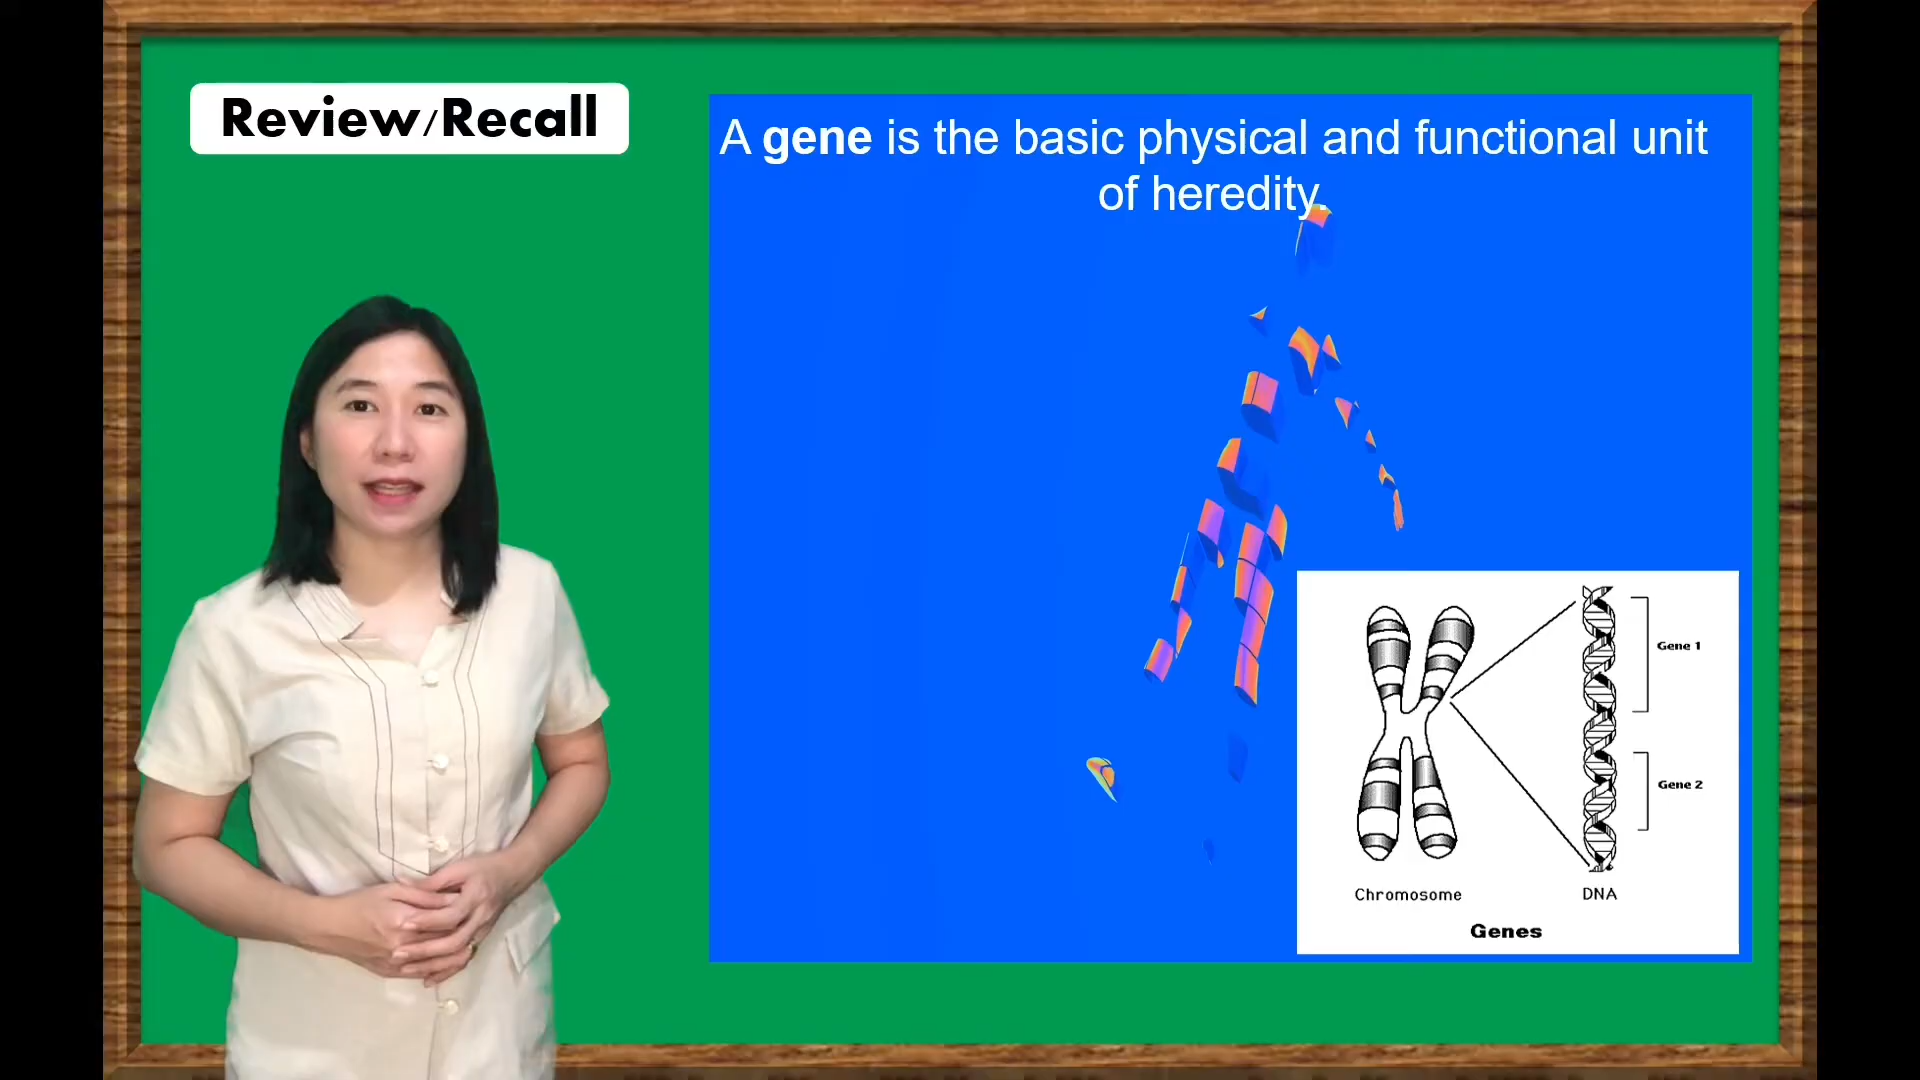 Review/Recall
A gene is the basic physical and functional unit
of heredity.
Gene 1
Gene 2
Chromosome
DNA
Genes